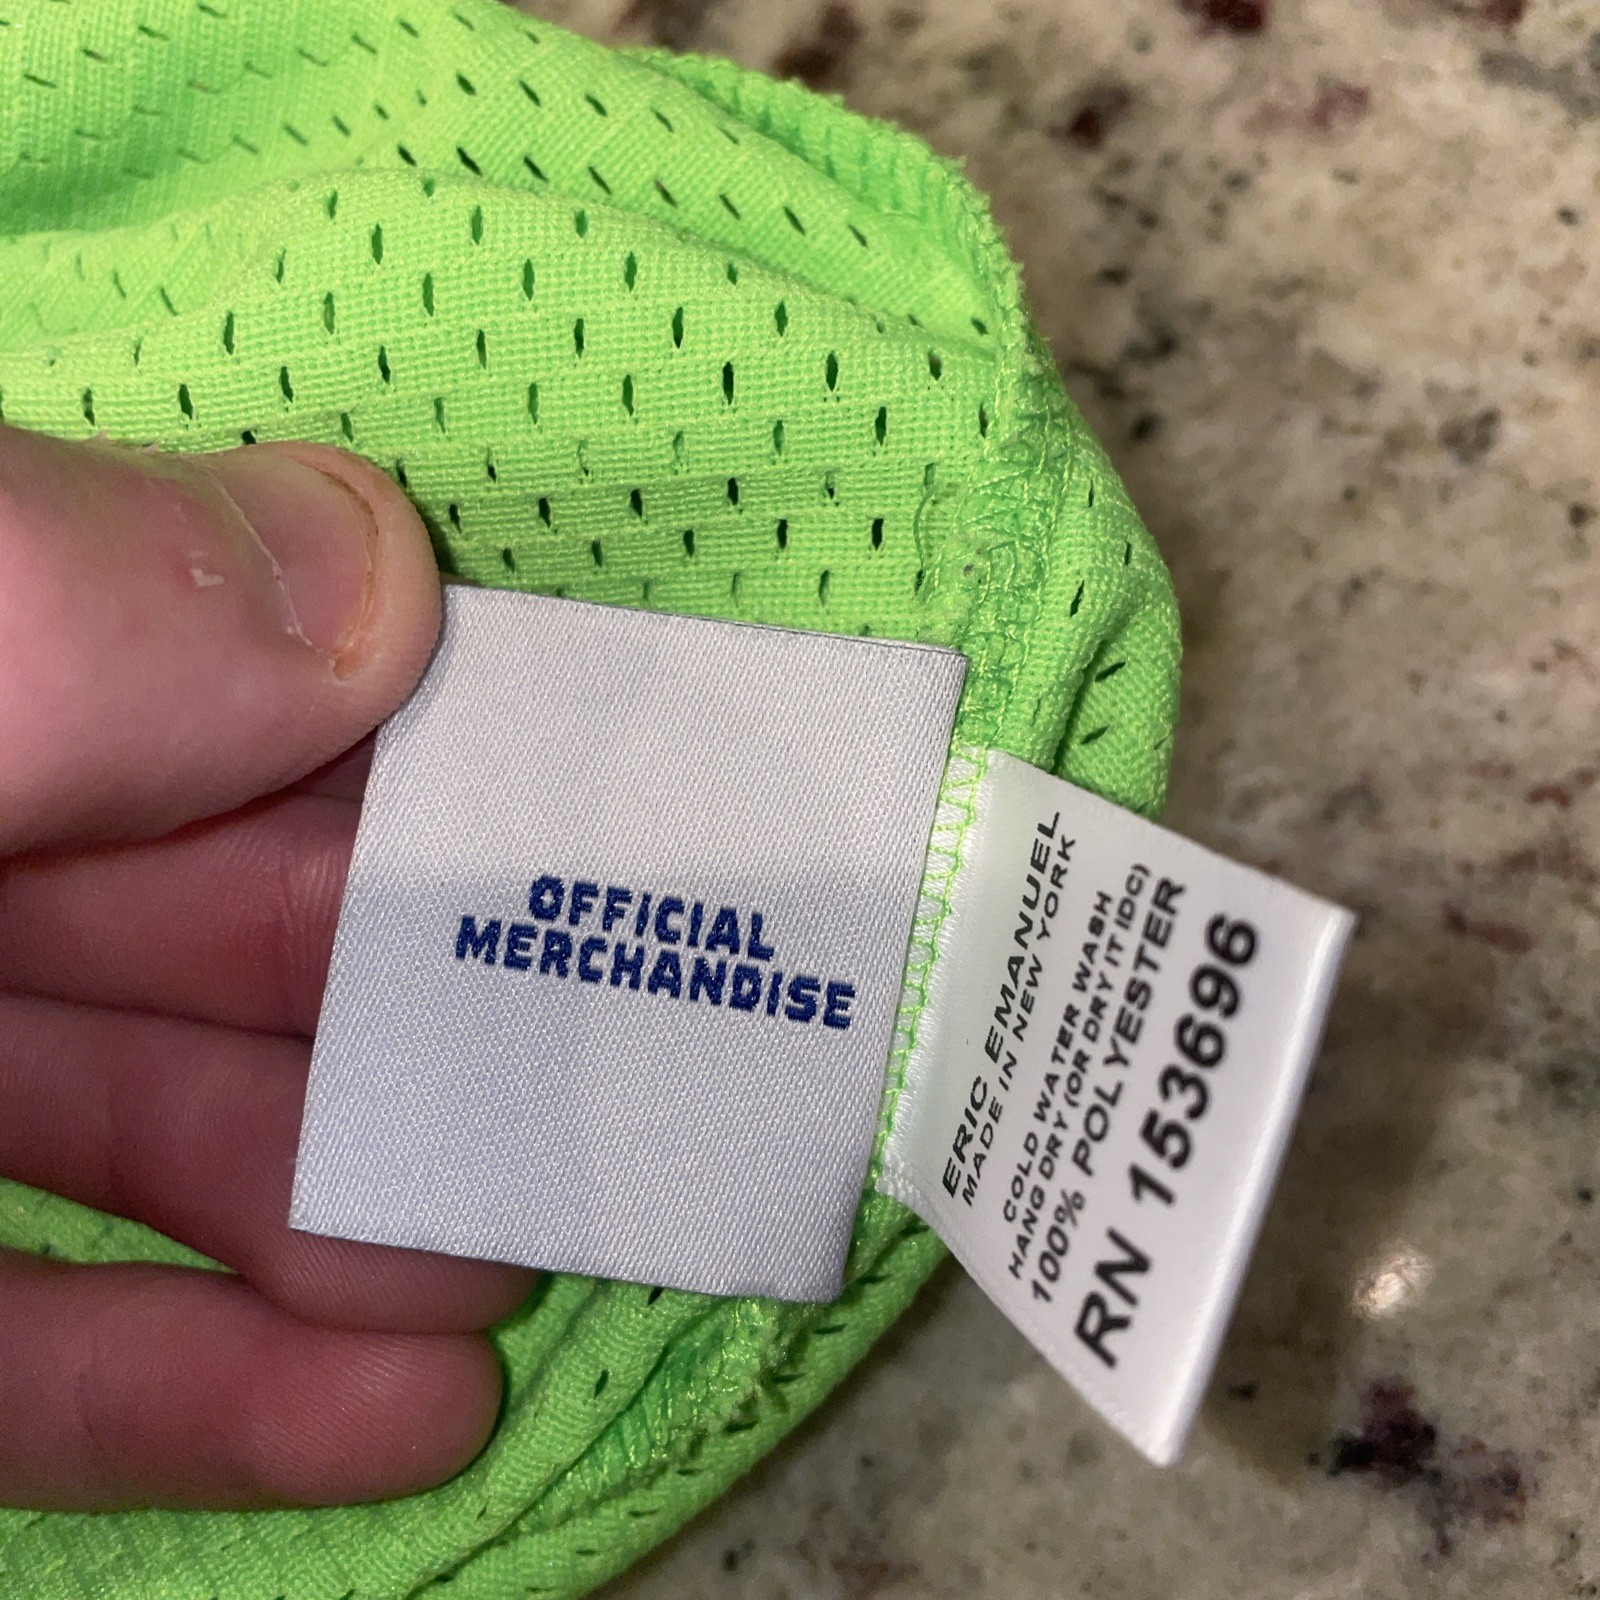 OFFICIAL
MERCHANDISE
ERIC EMANUEL
MADE IN NEW YORK
COLD WATER WASH
HANG DRY (OR DRY IT IDC)
100% POLYESTER
RN 153696